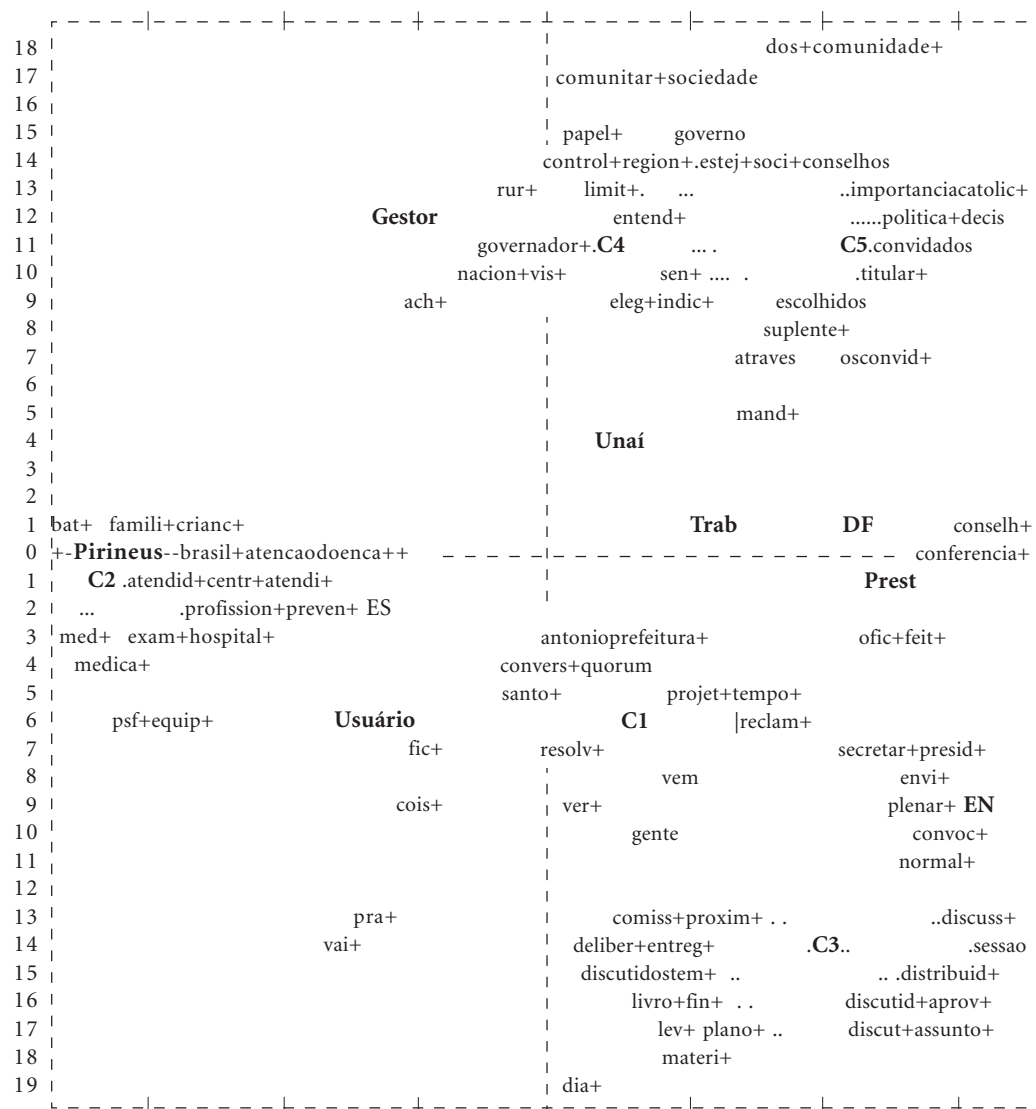 18 dos+comunidade+
17 comunitar+sociedade
16
15 papel+ governo
14 control+region+.estej+soci+conselhos
13 rur+ limit+. ... ..importanciacatolic+
12 Gestor entend+ ......politica+decis
11 governador+.C4 ... . C5.convidados
10 nacion+vis+ sen+ .... . .titular+
9 ach+ eleg+indic+ escolhidos
8 suplente+
7 atraves osconvid+
6
5 mand+
4 Unaí
3
2
1 bat+ famili+crianc+ Trab DF conselh+
0 +-Pirineus--brasil+atencaodoenca++ conferencia+
1 C2 .atendid+centr+atendi+ Prest
2 ... .profission+preven+ ES
3 med+ exam+hospital+ antonioprefeitura+ ofic+feit+
4 medica+ convers+quorum
5 santo+ projet+tempo+
6 psf+equip+ Usuário C1 |reclam+
7 fic+ resolv+ secretar+presid+
8 vem envi+
9 cois+ ver+ plenar+ EN
10 gente convoc+
11 normal+
12
13 pra+ comiss+proxim+ . . ..discuss+
14 vai+ deliber+entreg+ .C3.. .sessao
15 discutidostem+ .. .. .distribuid+
16 livro+fin+ . . discutid+aprov+
17 lev+ plano+ .. discut+assunto+
18 materi+
19 dia+